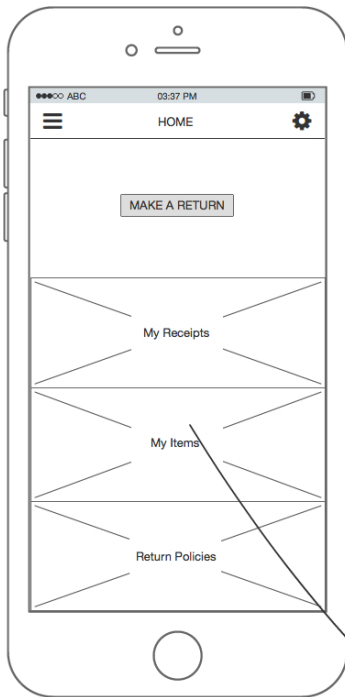 ABC 03:37 PM
HOME
MAKE A RETURN
My Receipts
My Items
Return Policies